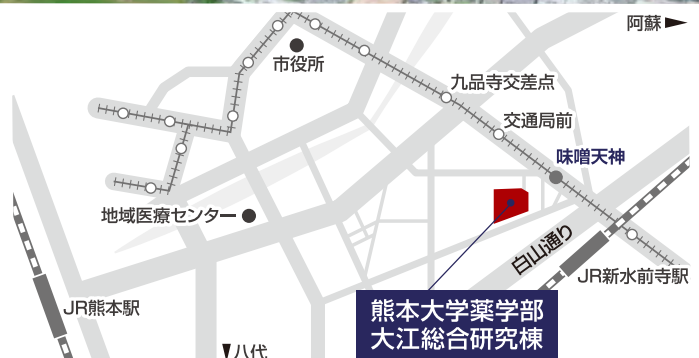 阿蘇
市役所
九品寺交差点
交通局前
味噌天神
地域医療センター
白山通り
JR新水前寺駅
JR熊本駅
熊本大学薬学部
大江総合研究棟
八代